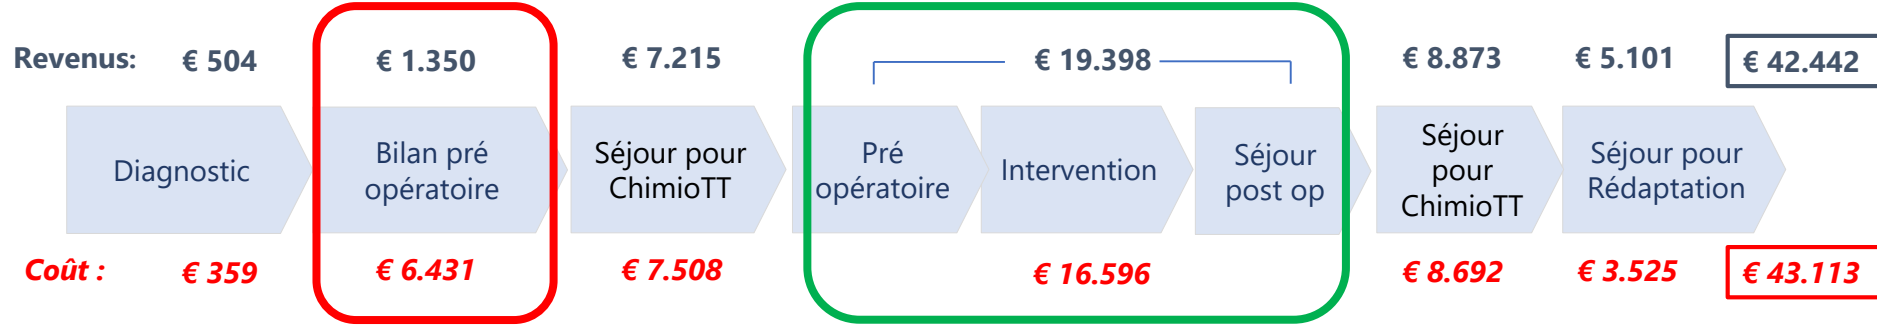 Revenus: € 504 € 1.350 € 7.215 € 19.398 € 8.873 € 5.101 € 42.442
Diagnostic
Bilan pré
opératoire
Séjour pour
ChimioTT
Pré
opératoire
Intervention
Séjour
post op
Séjour
pour
ChimioTT
Séjour pour
Rédaptation
Coût : € 359 € 6.431 € 7.508 € 16.596 € 8.692 € 3.525 € 43.113